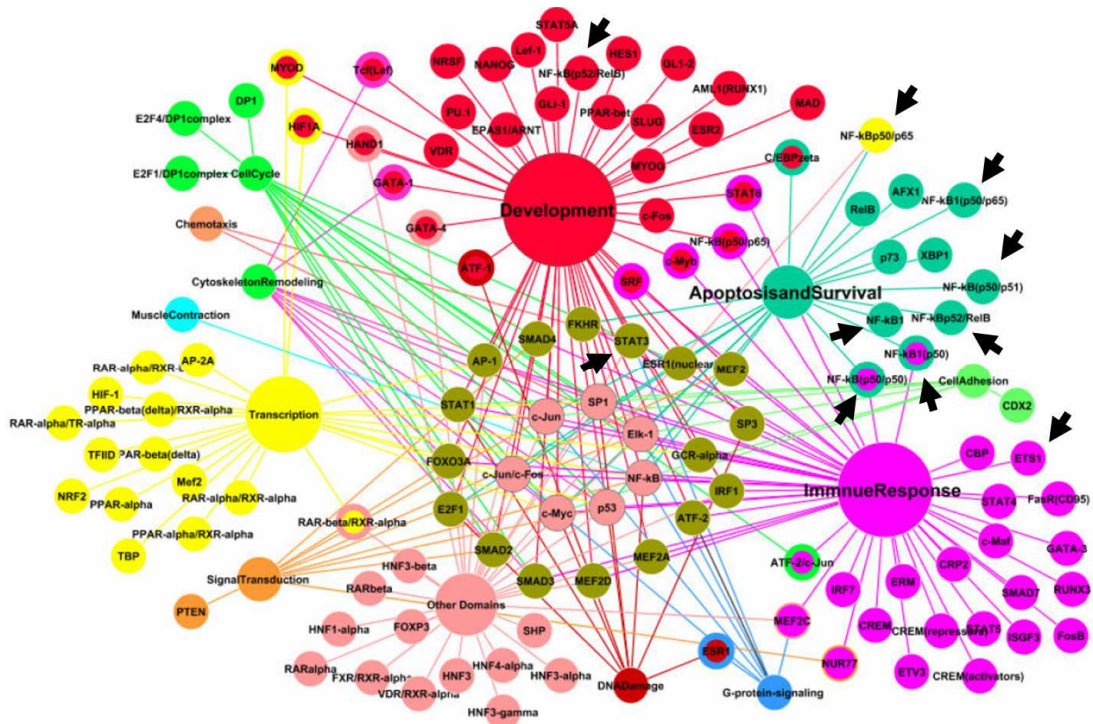 STAT5A
Lef-1
HES1
MYOD
Tcf(Lef)
NRSF
NANOG
NF-kB(p52/RelB)
GL1-2
AML1(RUNX1)
MAD
DP1
E2F4/DP1complex
HIF1A
PU.1
GLI-1
EPAS1/ARNT
SLUG
ESR2
NF-kBp50/p65
HAND1
VDR
MYOG
C/EBPzeta
E2F1/DP1complex
CellCycle
GATA-1
STAT6
AFX1
NF-kB1(p50/p65)
RelB
Chemotaxis
GATA-4
Development
c-Fos
NF-kB(p50/p65)
c-Myb
p73
XBP1
ATF-1
CytoskeletonRemodeling
SRF
ApoptosisandSurvival
NF-kB(p50/p51)
MuscleContraction
FKHR
STAT3
NF-kB1
NF-kBp52/RelB
SMAD4
AP-1
ESR1(nuclear
MEF2
NF-kB1(p50)
NF-kB(p50/p50)
CellAdhesion
CDX2
AP-2A
HIF-1
PPAR-beta(delta)/RXR-alpha
RAR-alpha/TR-alpha
Transcription
STAT1
c-Jun
SP1
SP3
Elk-1
TFIID
PAR-beta(delta)
FOXO3A
c-Jun/c-Fos
NF-kB
GCR-alpha
CBP
ETS1
NRF2
Mef2
PPAR-alpha
RAR-alpha/RXR-alpha
IRF1
ImmnueResponse
STAT4
FasR(CD95)
E2F1
c-Myc
p53
ATF-2
c-Maf
GATA-3
PPAR-alpha/RXR-alpha
RAR-beta/RXR-alpha
TBP
SMAD2
MEF2A
ATF-2/c-Jun
CRP2
HNF3-beta
SMAD3
MEF2D
SignalTransduction
RARbeta
IRF7
ERM
SMAD7
RUNX3
PTEN
Other Domains
MEF2C
HNF1-alpha
FOXP3
SHP
CREM
CREM(repressors)
STAT5
ISGF3
FosB
RARalpha
FXR/RXR-alpha
HNF3
HNF4-alpha
HNF3-alpha
ESR1
NUR77
ETV3
CREM(activators)
VDR/RXR-alpha
HNF3-gamma
DNADamage
G-protein-signaling